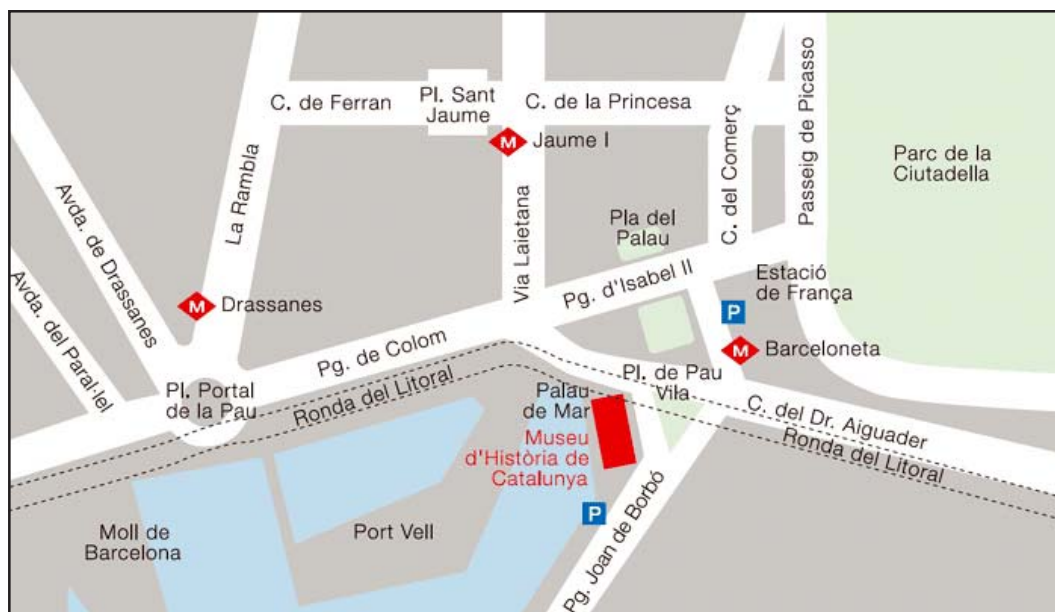 C. de Ferran
Pl. Sant
Jaume
C. de la Princesa
M
Jaume I
Passeig de Picasso
C. del Comerç
Parc de la
Ciutadella
La Rambla
Avda. de Drassanes
Avda. del Paral·lel
Via Laietana
Pla del
Palau
Pg. d'Isabel II
Estació
de França
P
M
Drassanes
M
Barceloneta
Pg. de Colom
Ronda del Litoral
Pl. Portal
de la Pau
Pl. de Pau
Vila
Palau
de Mar
Museu
d'Història de
Catalunya
C. del Dr. Aiguader
Ronda del Litoral
P
Pg. Joan de Borbó
Moll de
Barcelona
Port Vell